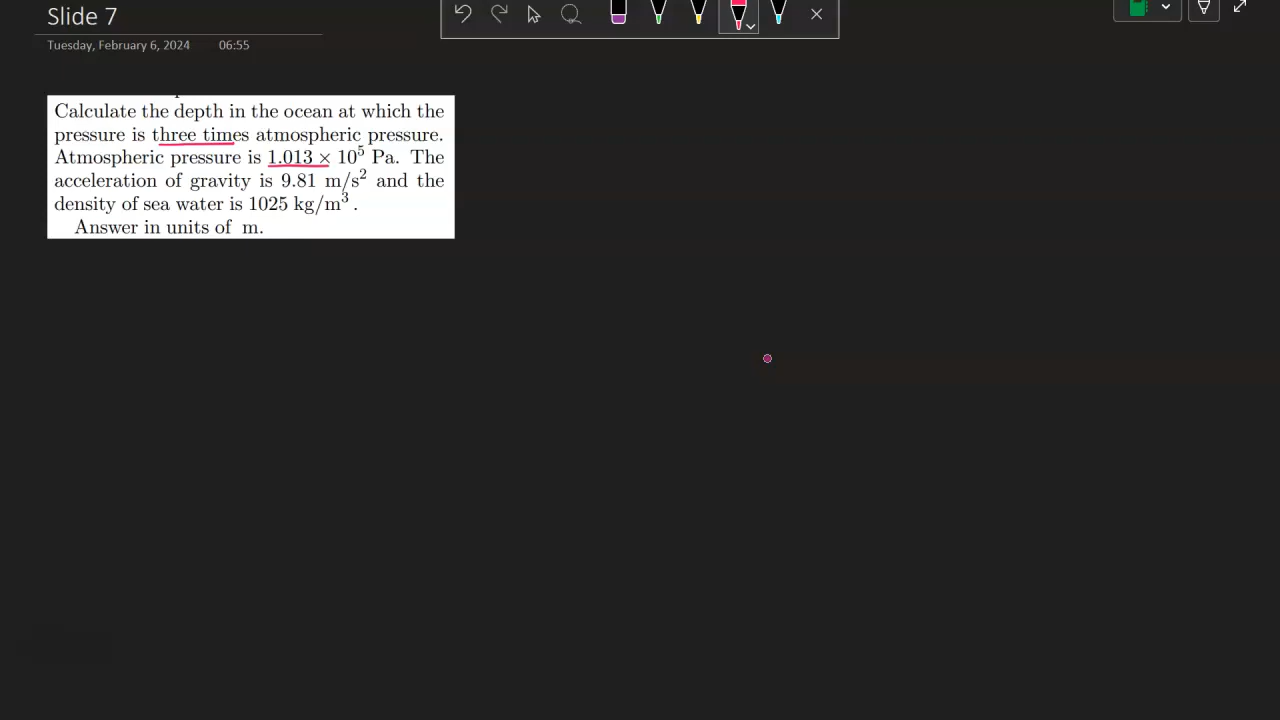 Slide 7
Tuesday, February 6, 2024 06:55
Calculate the depth in the ocean at which the
pressure is three times atmospheric pressure.
Atmospheric pressure is 1.013 × 10⁵ Pa. The
acceleration of gravity is 9.81 m/s² and the
density of sea water is 1025 kg/m³ .
Answer in units of m.